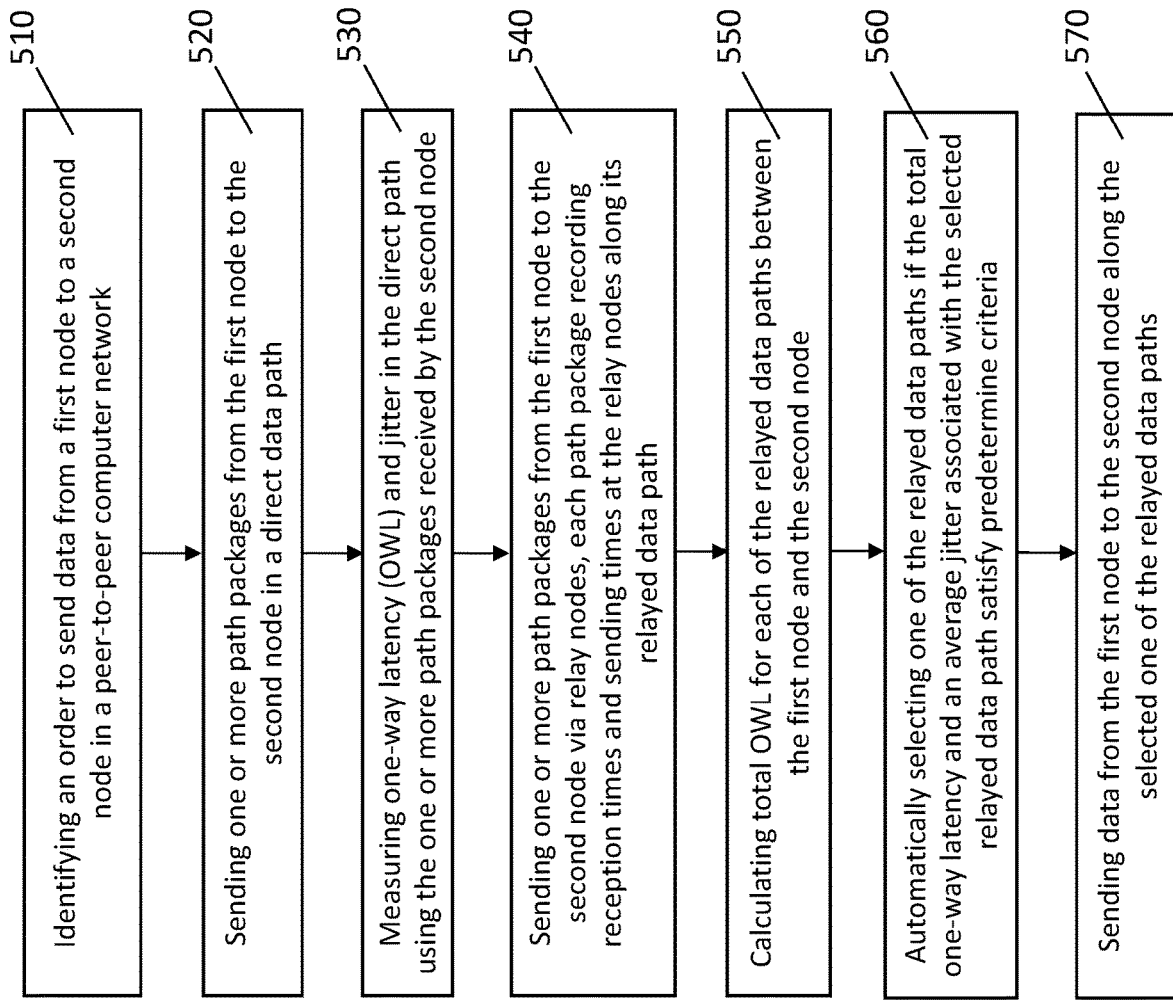 510
Identifying an order to send data from a first node to a second
node in a peer-to-peer computer network
520
Sending one or more path packages from the first node to the
second node in a direct data path
530
Measuring one-way latency (OWL) and jitter in the direct path
using the one or more path packages received by the second node
540
Sending one or more path packages from the first node to the
second node via relay nodes, each path package recording
reception times and sending times at the relay nodes along its
relayed data path
550
Calculating total OWL for each of the relayed data paths between
the first node and the second node
560
Automatically selecting one of the relayed data paths if the total
one-way latency and an average jitter associated with the selected
relayed data path satisfy predetermine criteria
570
Sending data from the first node to the second node along the
selected one of the relayed data paths